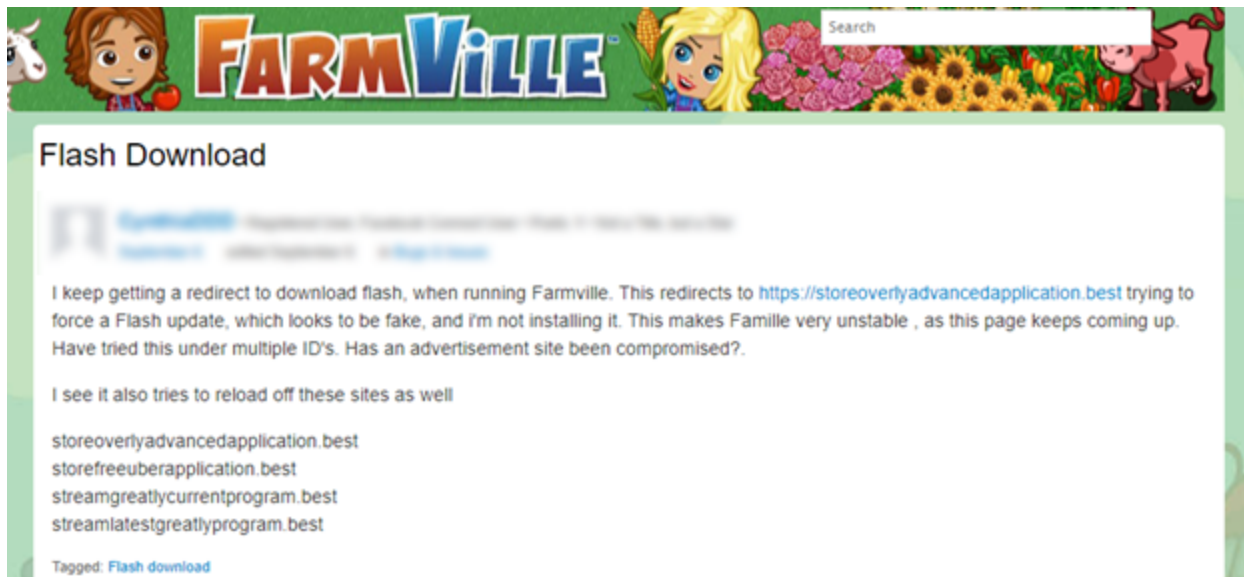 Search
FARMVILLE™
Flash Download
I keep getting a redirect to download flash, when running Farmville. This redirects to https://storeoverlyadvancedapplication.best trying to
force a Flash update, which looks to be fake, and i'm not installing it. This makes Famille very unstable , as this page keeps coming up.
Have tried this under multiple ID's. Has an advertisement site been compromised?.
I see it also tries to reload off these sites as well
storeoverlyadvancedapplication.best
storefreeuberapplication.best
streamgreatlycurrentprogram.best
streamlatestgreatlyprogram.best
Tagged: Flash download